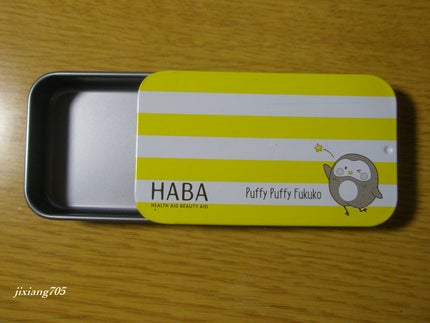 HABA
HEALTH AID BEAUTY AID
Puffy Puffy Fukuko
jixiang705